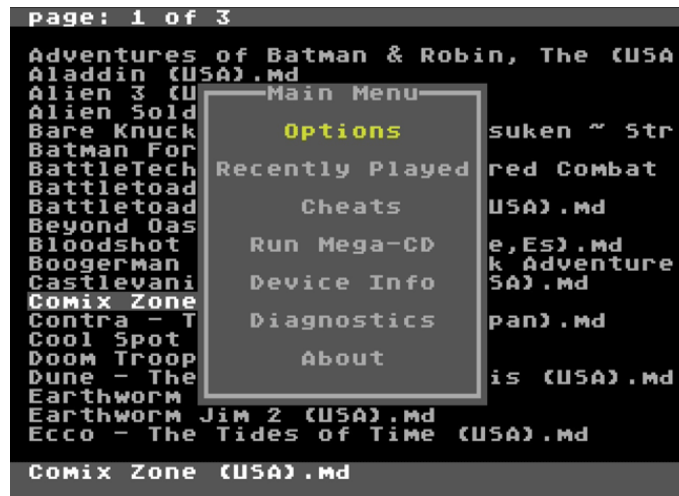 page: 1 of 3
Adventures of Batman & Robin, The (USA
Aladdin (USA).md
Alien 3 (U
Alien Sold
Bare Knuck suken ~ Str
Batman For
BattleTech red Combat
Battletoad
Battletoad USA).md
Beyond Oas
Bloodshot e,Es).md
Boogerman k Adventure
Castlevani SA).md
Comix Zone
Contra - T pan).md
Cool Spot
Doom Troop
Dune - The is (USA).md
Earthworm
Earthworm Jim 2 (USA).md
Ecco - The Tides of Time (USA).md
Main Menu
Options
Recently Played
Cheats
Run Mega-CD
Device Info
Diagnostics
About
Comix Zone (USA).md